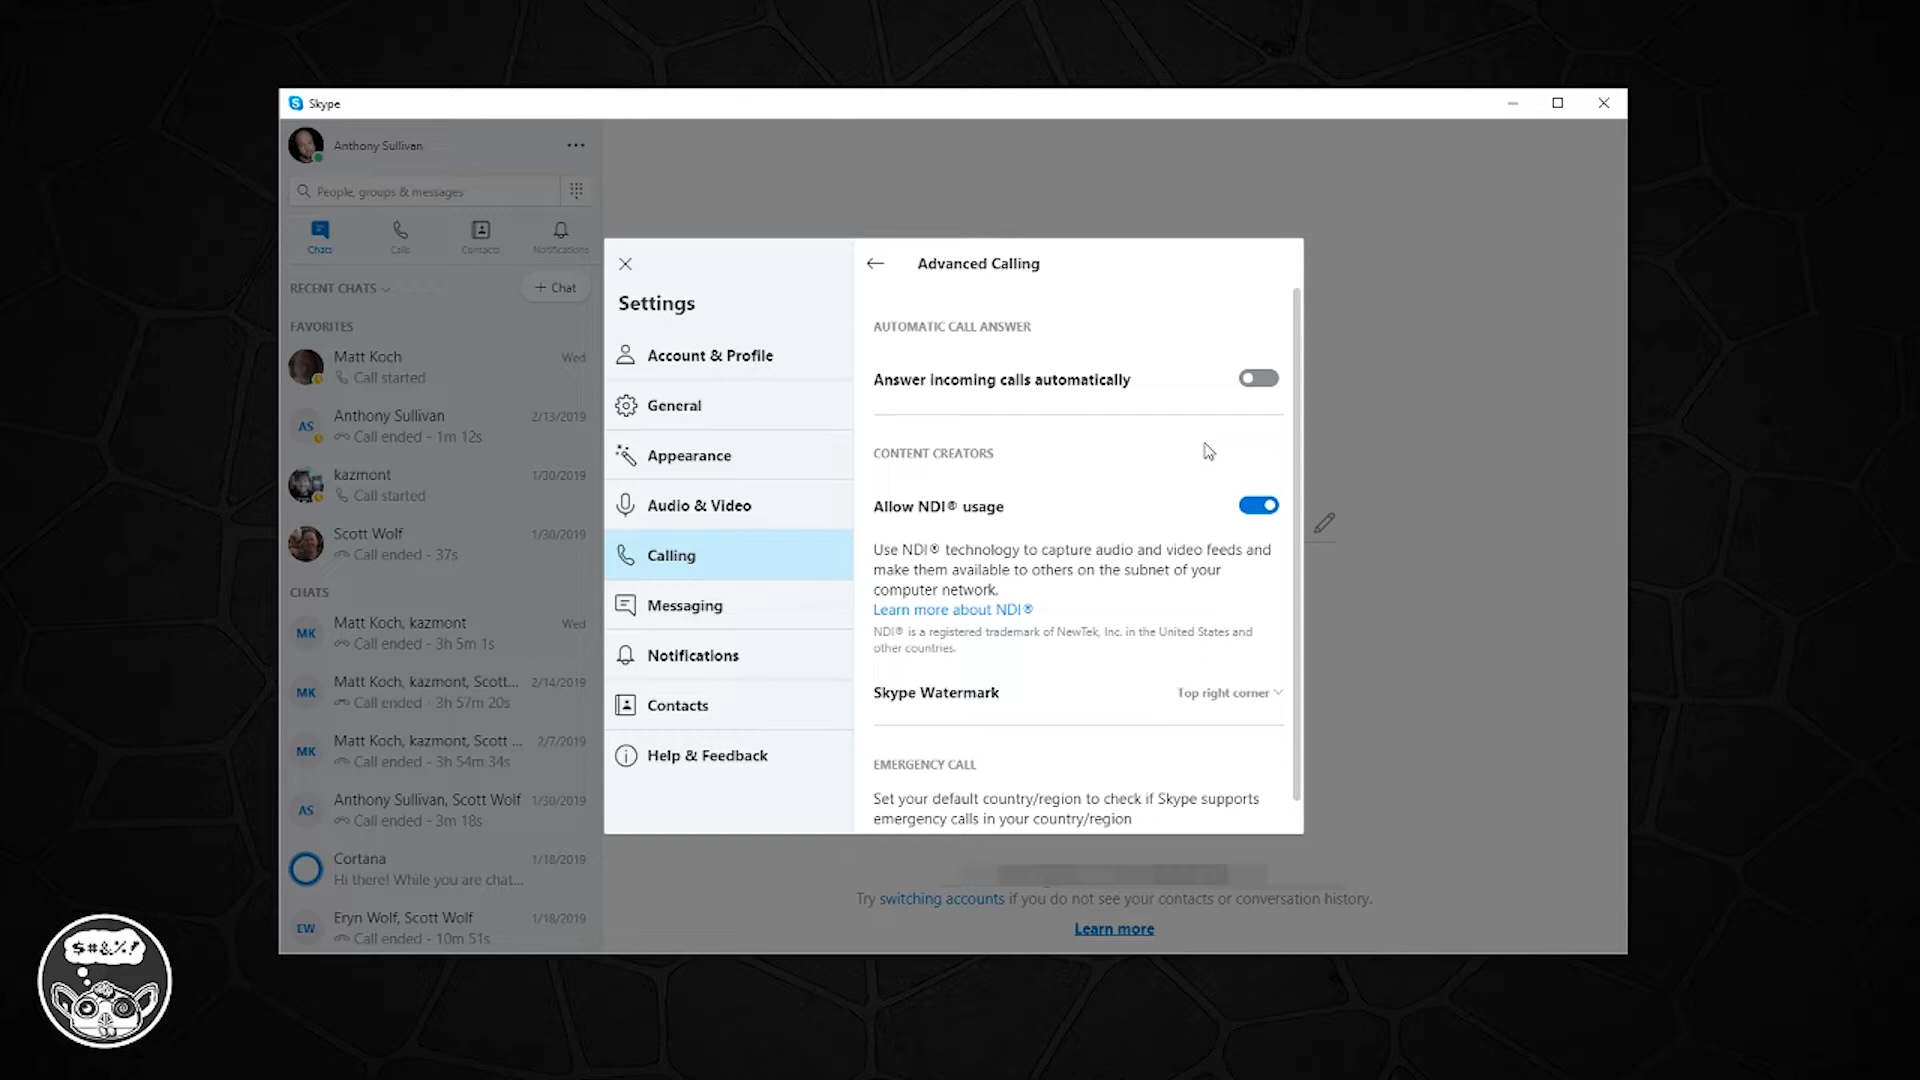 Skype
Anthony Sullivan
People, groups & messages
Chats
Calls
Contacts
Notifications
RECENT CHATS
+ Chat
FAVORITES
Matt Koch
Wed
Call started
AS
Anthony Sullivan
2/13/2019
Call ended - 1m 12s
kazmont
1/30/2019
Call started
Scott Wolf
1/30/2019
Call ended - 37s
CHATS
MK
Matt Koch, kazmont
Wed
Call ended - 3h 5m 1s
MK
Matt Koch, kazmont, Scott...
2/14/2019
Call ended - 3h 57m 20s
MK
Matt Koch, kazmont, Scott ...
2/7/2019
Call ended - 3h 54m 34s
AS
Anthony Sullivan, Scott Wolf
1/30/2019
Call ended - 3m 18s
Cortana
1/18/2019
Hi there! While you are chat...
EW
Eryn Wolf, Scott Wolf
1/18/2019
Call ended - 10m 51s
Settings
Account & Profile
General
Appearance
Audio & Video
Calling
Messaging
Notifications
Contacts
Help & Feedback
Advanced Calling
AUTOMATIC CALL ANSWER
Answer incoming calls automatically
CONTENT CREATORS
Allow NDI® usage
Use NDI® technology to capture audio and video feeds and
make them available to others on the subnet of your
computer network.
Learn more about NDI®
NDI® is a registered trademark of NewTek, Inc. in the United States and
other countries.
Skype Watermark
Top right corner
EMERGENCY CALL
Set your default country/region to check if Skype supports
emergency calls in your country/region
Try switching accounts if you do not see your contacts or conversation history.
Learn more
$#&%!